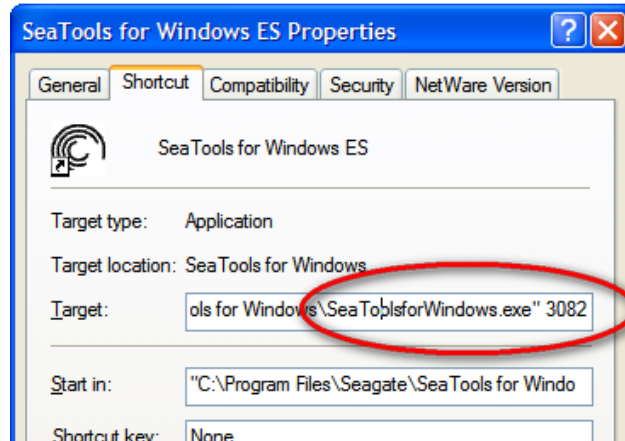 SeaTools for Windows ES Properties
General Shortcut Compatibility Security NetWare Version
SeaTools for Windows ES
Target type: Application
Target location: SeaTools for Windows
Target: ols for Windows\SeaToolsforWindows.exe" 3082
Start in: "C:\Program Files\Seagate\SeaTools for Windo
Shortcut key: None